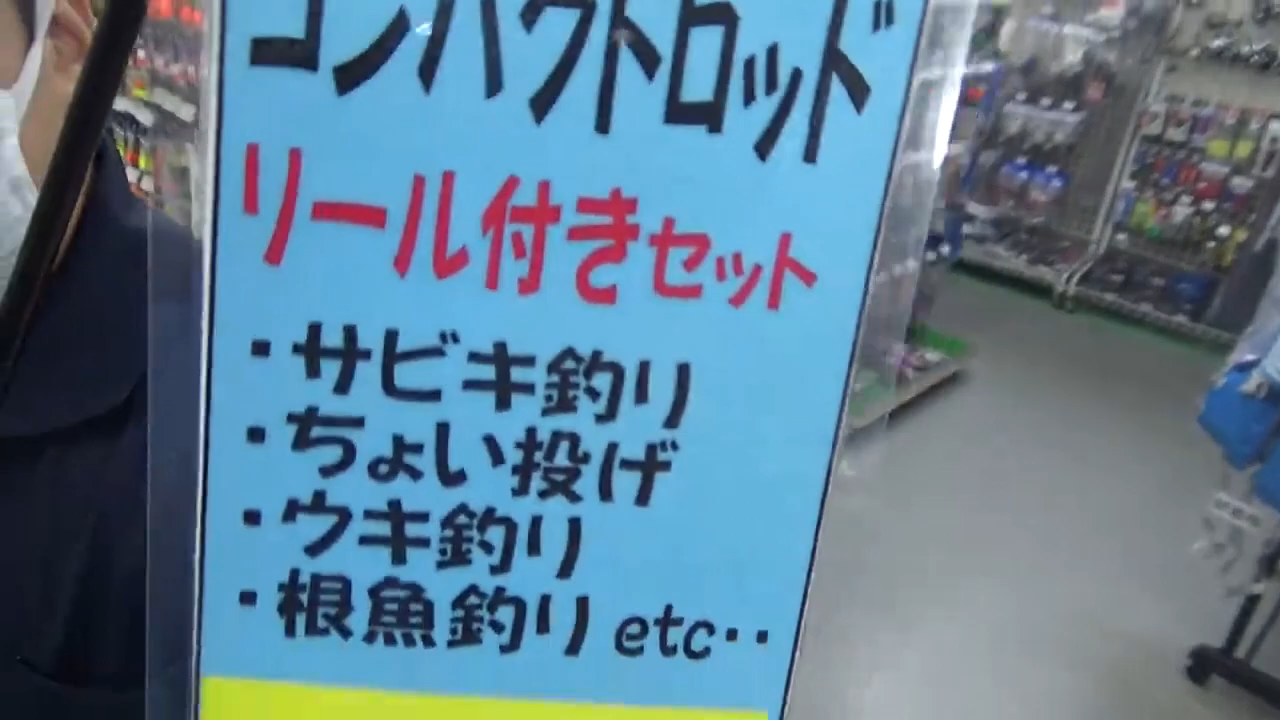 コンパクトロッド
リール付きセット
・サビキ釣り
・ちょい投げ
・ウキ釣り
・根魚釣り etc‥